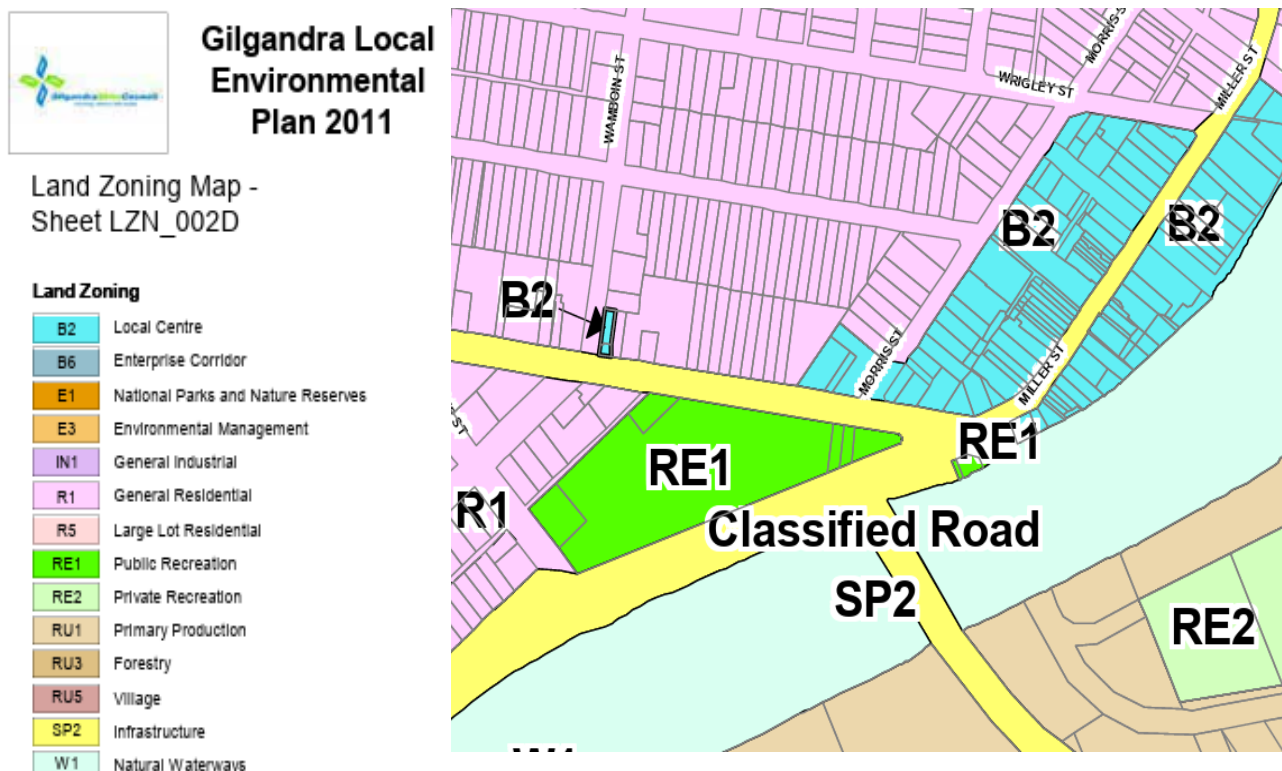 Gilgandra Local
Environmental
Plan 2011
Land Zoning Map -
Sheet LZN_002D
Land Zoning
B2 Local Centre
B6 Enterprise Corridor
E1 National Parks and Nature Reserves
E3 Environmental Management
IN1 General Industrial
R1 General Residential
R5 Large Lot Residential
RE1 Public Recreation
RE2 Private Recreation
RU1 Primary Production
RU3 Forestry
RU5 Village
SP2 Infrastructure
W1 Natural Waterways
WAMBOIN ST
MORRIS S
WRIGLEY ST
MILLER ST
B2
B2
B2
MORRIS ST
MILLER ST
RE1
RE1
R1
ST
Classified Road
SP2
RE2
W1